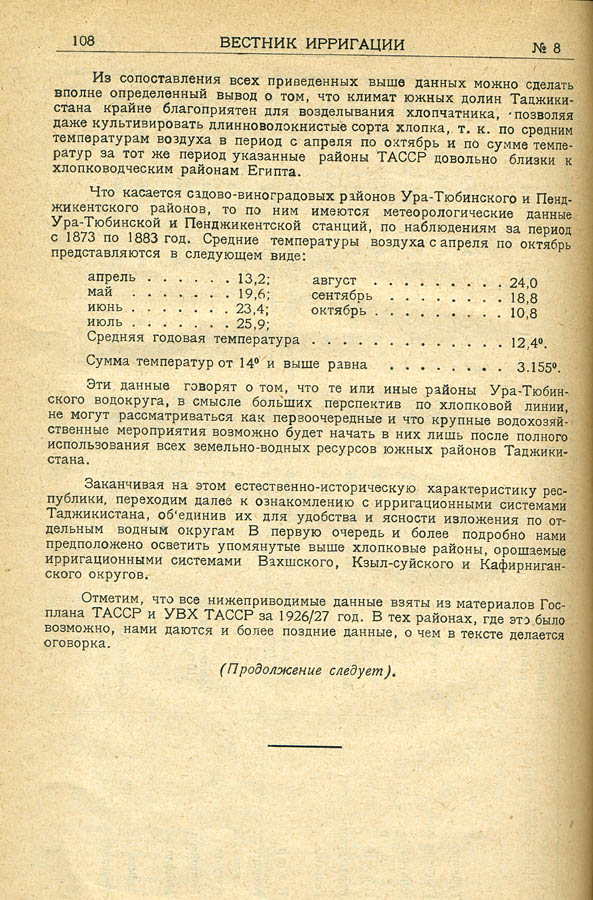 108 ВЕСТНИК ИРРИГАЦИИ № 8
Из сопоставления всех приведенных выше данных можно сделать
вполне определенный вывод о том, что климат южных долин Таджики-
стана крайне благоприятен для возделывания хлопчатника, позволяя
даже культивировать длинноволокнистые сорта хлопка, т. к. по средним
температурам воздуха в период с апреля по октябрь и по сумме темпе-
ратур за тот же период указанные районы ТАССР довольно близки к
хлопководческим районам Египта.
Что касается садово-виноградовых районов Ура-Тюбинского и Пенд-
жикентского районов, то по ним имеются метеорологические данные
Ура-Тюбинской и Пенджикентской станций, по наблюдениям за период
с 1873 по 1883 год. Средние температуры воздуха с апреля по октябрь
представляются в следующем виде:
апрель . . . . . . 13,2; август . . . . . . . . . 24,0
май . . . . . . . 19,6; сентябрь . . . . . . . . 18,8
июнь . . . . . . . 23,4; октябрь . . . . . . . . . 10,8
июль . . . . . . . 25,9;
Средняя годовая температура . . . . . . . . . . . . 12,4°.
Сумма температур от 14° и выше равна . . . . . . . . 3.155°.
Эти данные говорят о том, что те или иные районы Ура-Тюбин-
ского водокруга, в смысле больших перспектив по хлопковой линии,
не могут рассматриваться как первоочередные и что крупные водохозяй-
ственные мероприятия возможно будет начать в них лишь после полного
использования всех земельно-водных ресурсов южных районов Таджики-
стана.
Заканчивая на этом естественно-историческую характеристику рес-
публики, переходим далее к ознакомлению с ирригационными системами
Таджикистана, об'единив их для удобства и ясности изложения по от-
дельным водным округам В первую очередь и более подробно нами
предположено осветить упомянутые выше хлопковые районы, орошаемые
ирригационными системами Вахшского, Кзыл-суйского и Кафирниган-
ского округов.
Отметим, что все нижеприводимые данные взяты из материалов Гос-
плана ТАССР и УВХ ТАССР за 1926/27 год. В тех районах, где это было
возможно, нами даются и более поздние данные, о чем в тексте делается
оговорка.
(Продолжение следует).